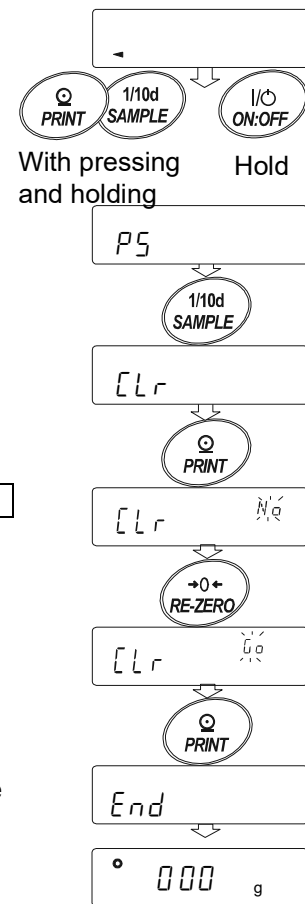 1/10d I/⏻
PRINT SAMPLE ON:OFF
With pressing Hold
and holding
PS
1/10d
SAMPLE
CLr
PRINT
CLr No
→0←
RE-ZERO
CLr Go
PRINT
e
End
000 g